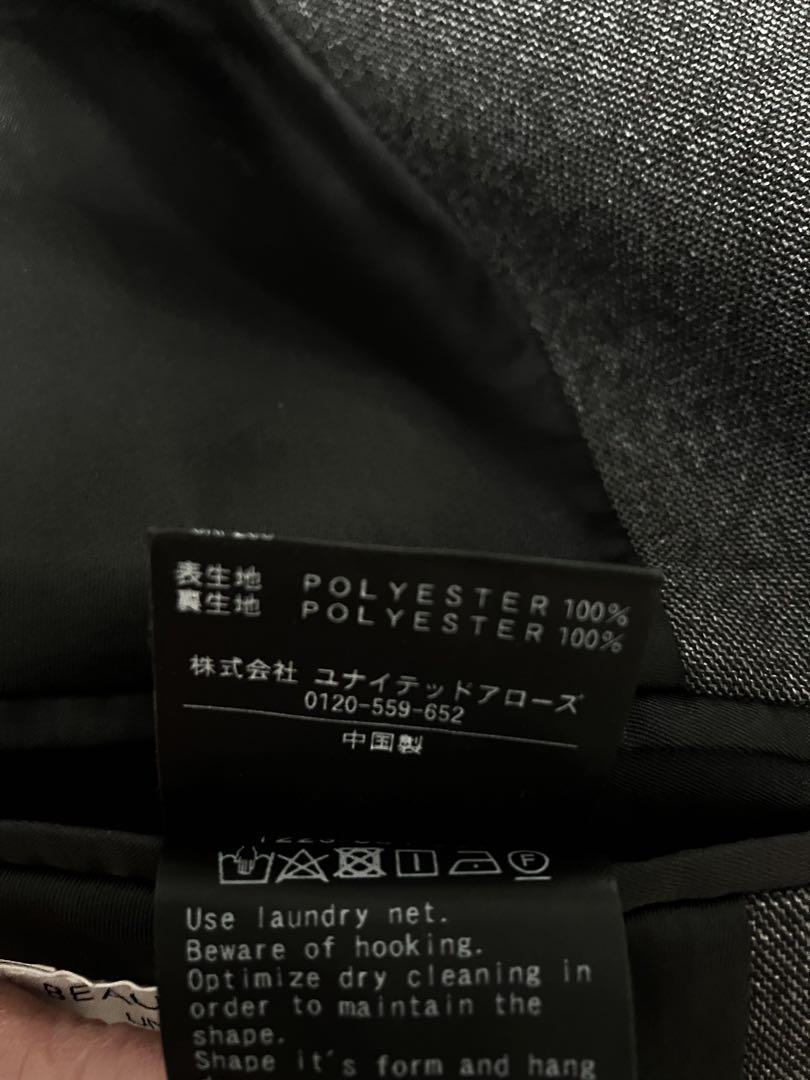 表生地 POLYESTER 100%
裏生地 POLYESTER 100%
株式会社 ユナイテッドアローズ
0120-559-652
中国製
F
Use laundry net.
Beware of hooking.
Optimize dry cleaning in
order to maintain the
shape.
Shape it's form and hang
BEAU